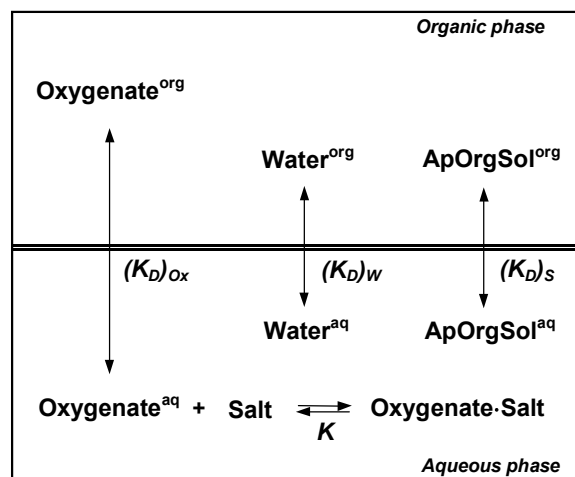 Organic phase
Oxygenate^org
Water^org ApOrgSol^org
(K_D)_Ox (K_D)_W (K_D)_S
Water^aq ApOrgSol^aq
Oxygenate^aq + Salt ⇌ Oxygenate·Salt
K
Aqueous phase